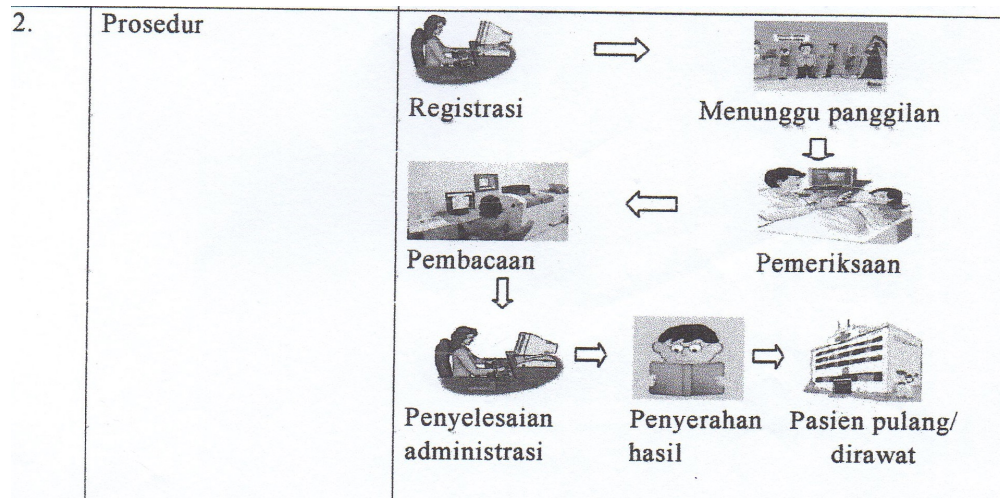 2.
Prosedur
Registrasi
Menunggu panggilan
Pemeriksaan
Pembacaan
Penyelesaian
administrasi
Penyerahan
hasil
Pasien pulang/
dirawat